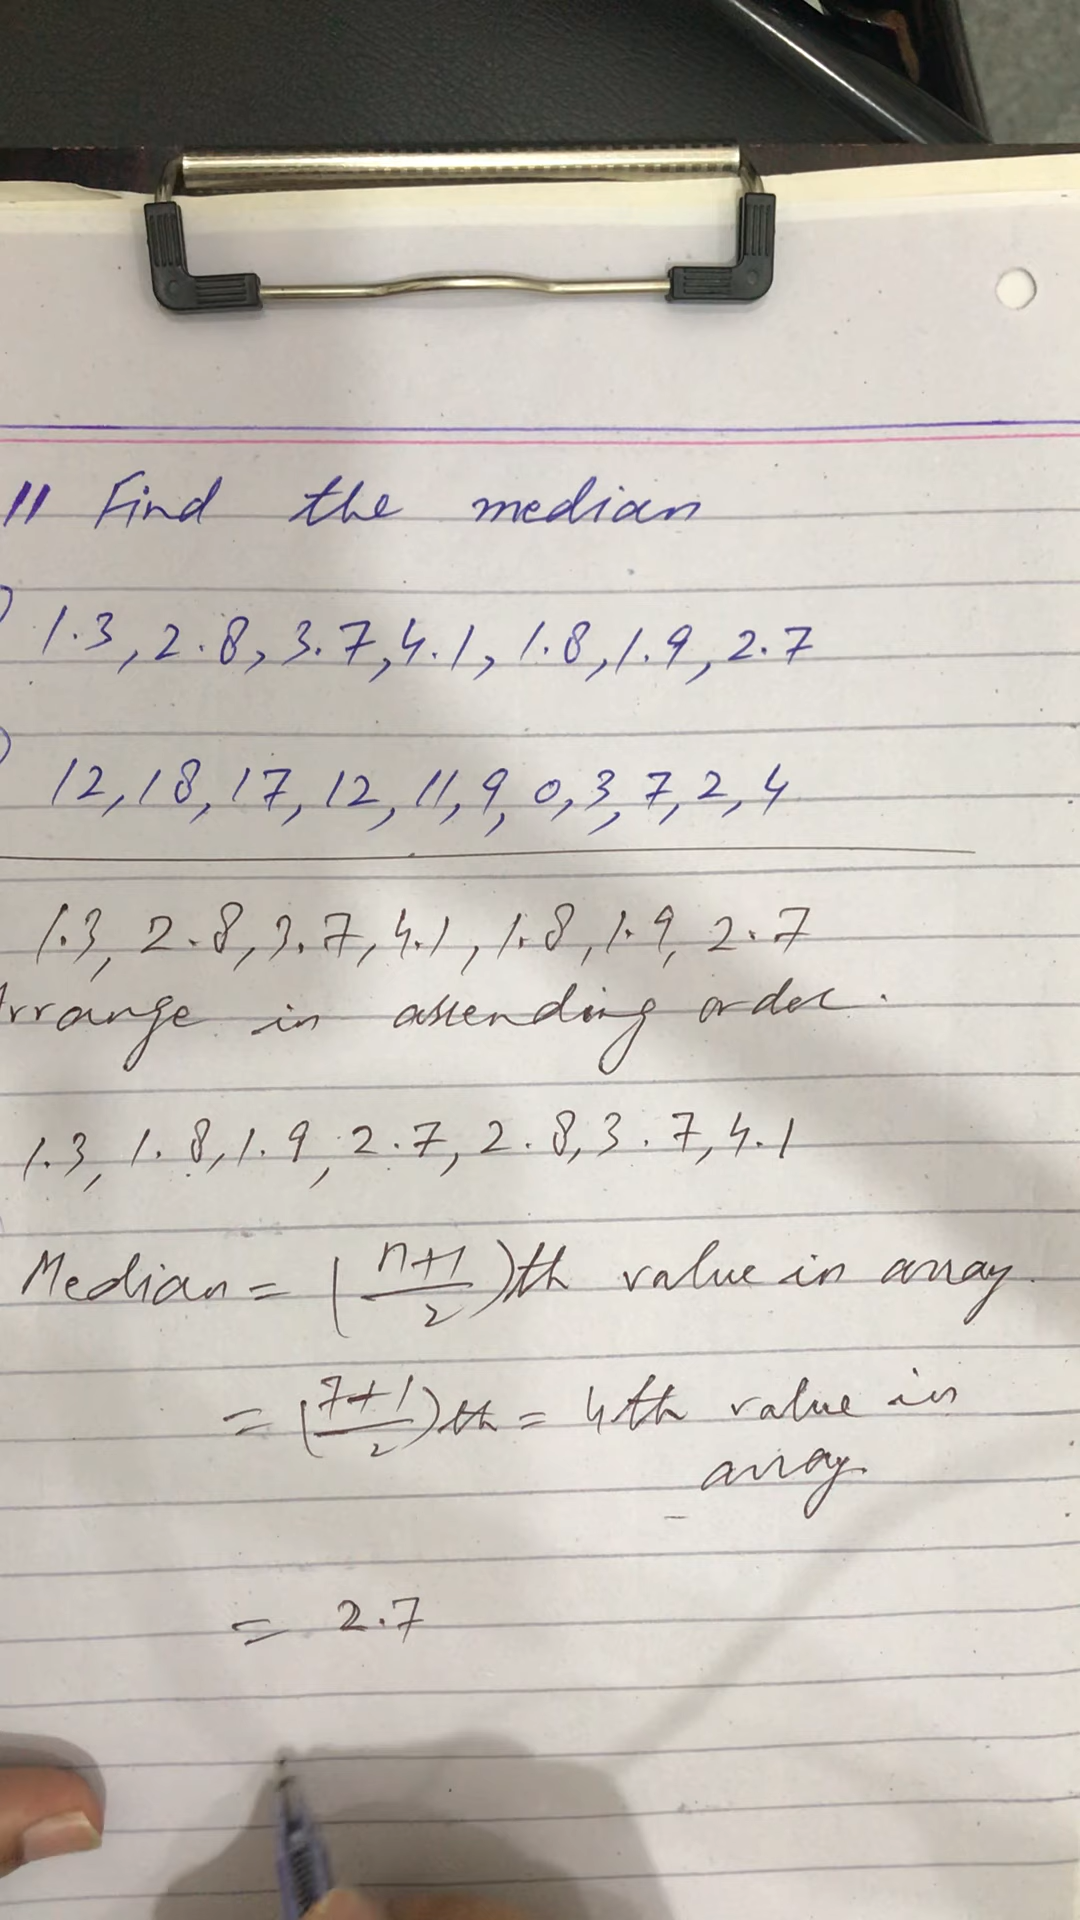 11 Find the median
) 1.3, 2.8, 3.7, 4.1, 1.8, 1.9, 2.7
) 12, 18, 17, 12, 11, 9, 0, 3, 7, 2, 4
1.3, 2.8, 3.7, 4.1, 1.8, 1.9, 2.7
Arrange in assending order.
1.3, 1.8, 1.9, 2.7, 2.8, 3.7, 4.1
Median = (n+1/2)th value in array.
= (7+1/2)th = 4th value in
array.
= 2.7